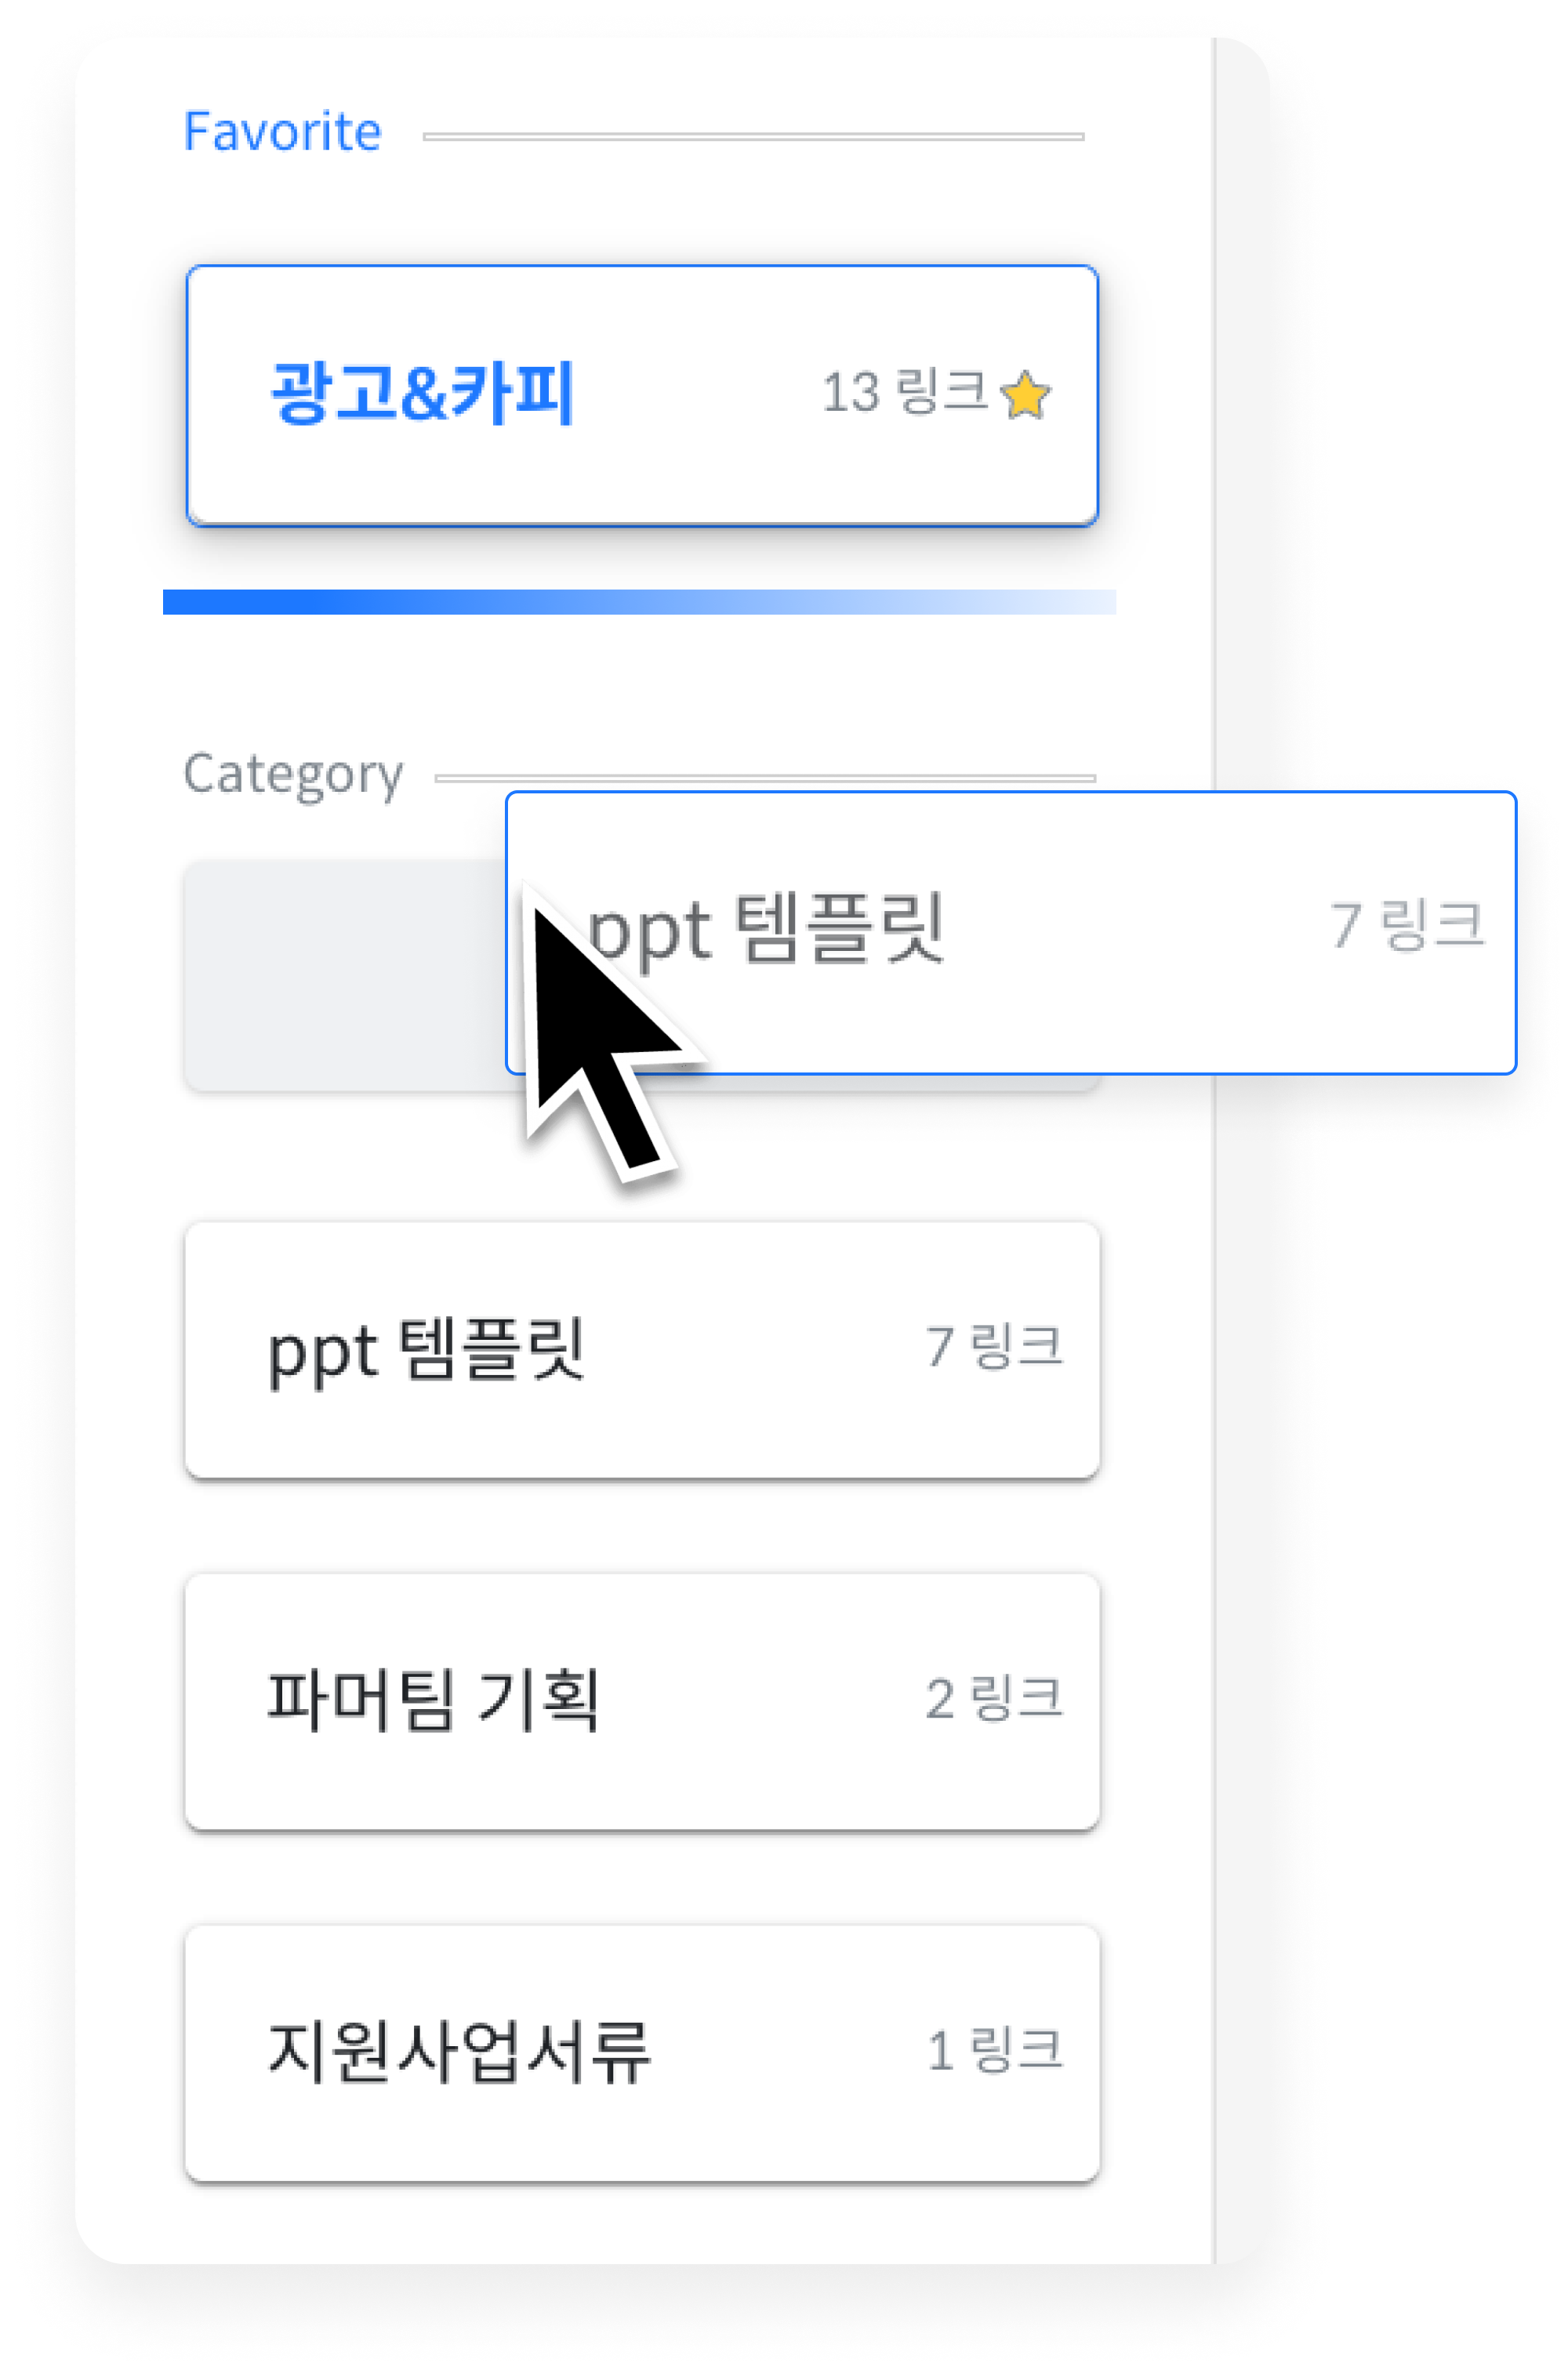 Favorite
광고&카피 13 링크
Category
ppt 템플릿 7 링크
ppt 템플릿 7 링크
파머팀 기획 2 링크
지원사업서류 1 링크